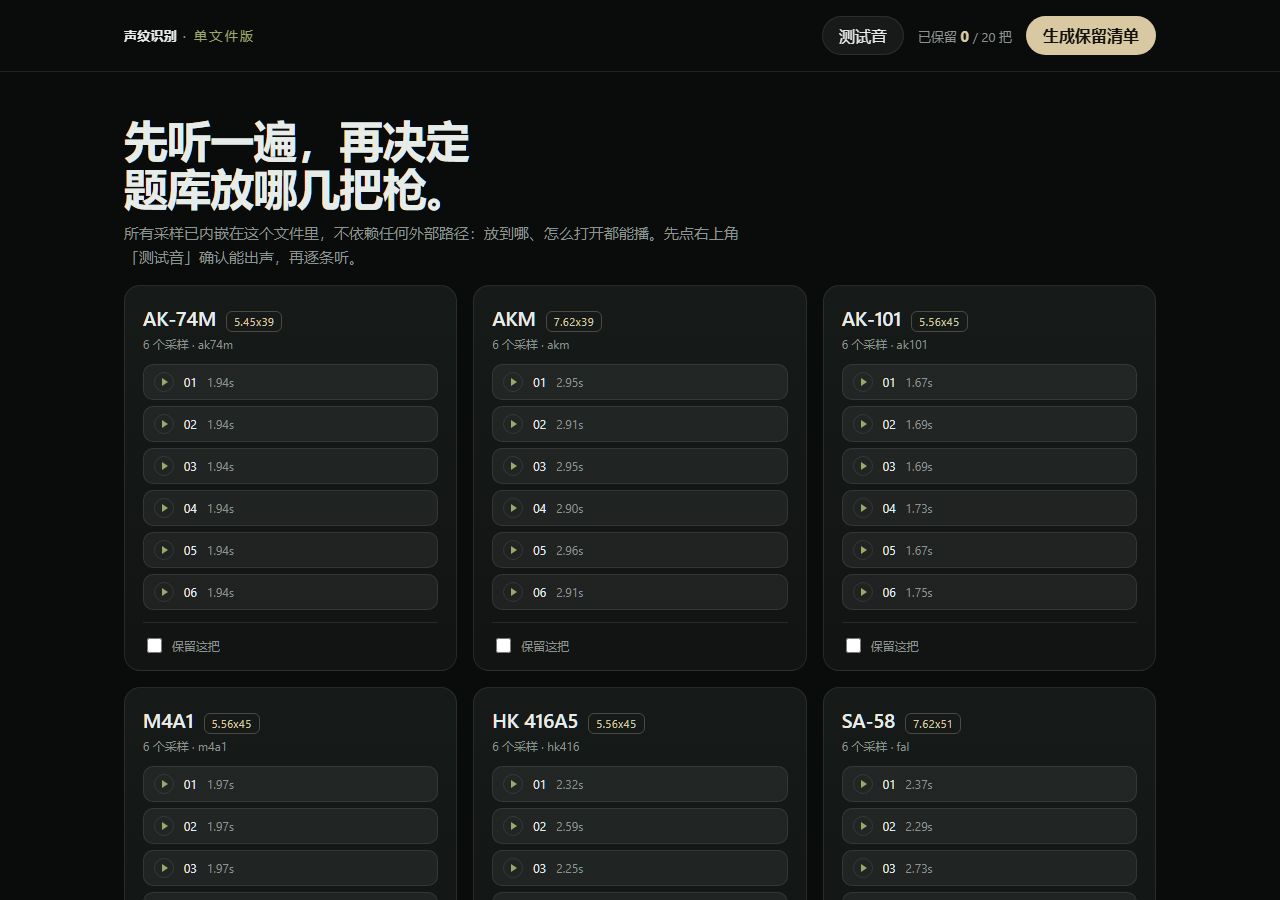 声纹识别 · 单文件版
测试音
已保留 0 / 20 把
生成保留清单
先听一遍，再决定
题库放哪几把枪。
所有采样已内嵌在这个文件里，不依赖任何外部路径：放到哪、怎么打开都能播。先点右上角
「测试音」确认能出声，再逐条听。
AK-74M 5.45x39
6 个采样 · ak74m
01 1.94s
02 1.94s
03 1.94s
04 1.94s
05 1.94s
06 1.94s
保留这把
AKM 7.62x39
6 个采样 · akm
01 2.95s
02 2.91s
03 2.95s
04 2.90s
05 2.96s
06 2.91s
保留这把
AK-101 5.56x45
6 个采样 · ak101
01 1.67s
02 1.69s
03 1.69s
04 1.73s
05 1.67s
06 1.75s
保留这把
M4A1 5.56x45
6 个采样 · m4a1
01 1.97s
02 1.97s
03 1.97s
HK 416A5 5.56x45
6 个采样 · hk416
01 2.32s
02 2.59s
03 2.25s
SA-58 7.62x51
6 个采样 · fal
01 2.37s
02 2.29s
03 2.73s